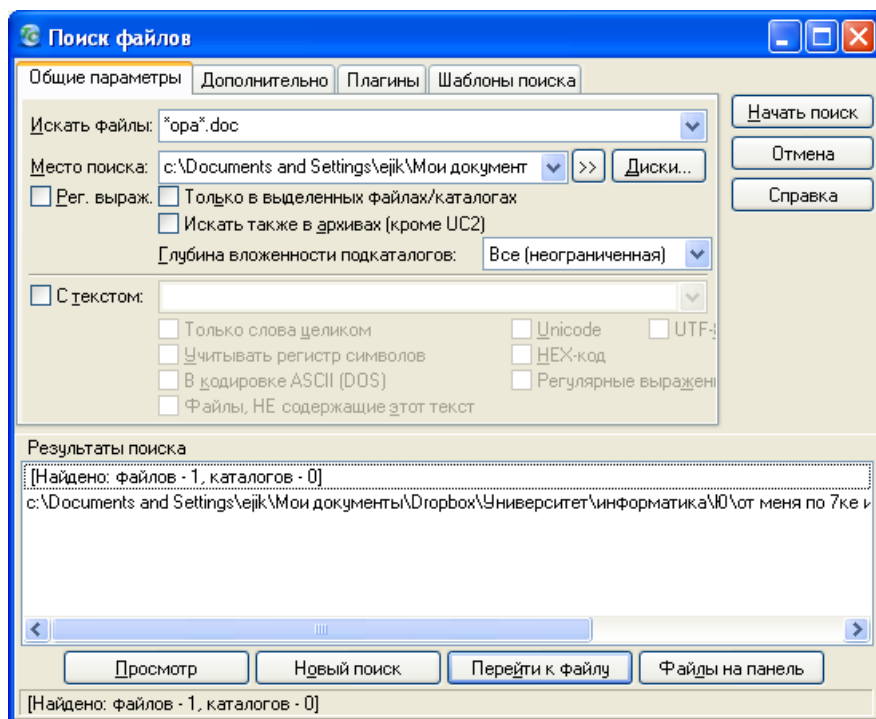 Поиск файлов
Общие параметры Дополнительно Плагины Шаблоны поиска
Искать файлы: *ора*.doc
Начать поиск
Место поиска: c:\Documents and Settings\ejik\Мои документ >> Диски...
Отмена
Рег. выраж. Только в выделенных файлах/каталогах
Справка
Искать также в архивах (кроме UC2)
Глубина вложенности подкаталогов: Все (неограниченная)
С текстом:
Только слова целиком Unicode UTF-
Учитывать регистр символов HEX-код
В кодировке ASCII (DOS) Регулярные выражен
Файлы, НЕ содержащие этот текст
Результаты поиска
[Найдено: файлов - 1, каталогов - 0]
c:\Documents and Settings\ejik\Мои документы\Dropbox\Университет\информатика\Ю\от меня по 7ке и
Просмотр Новый поиск Перейти к файлу Файлы на панель
[Найдено: файлов - 1, каталогов - 0]